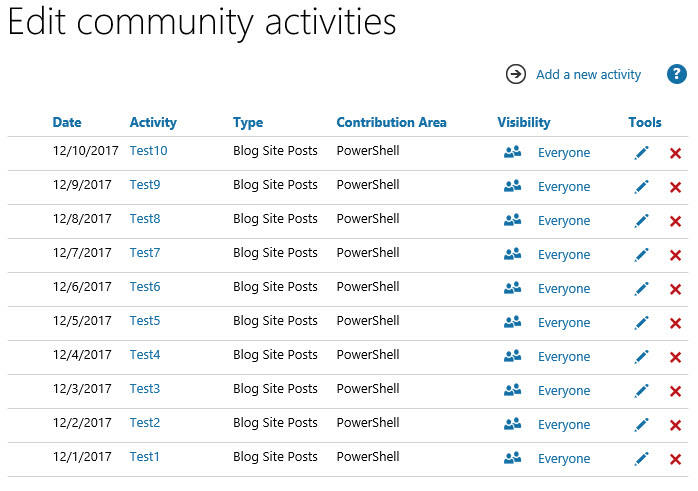 Edit community activities
Add a new activity ?
Date Activity Type Contribution Area Visibility Tools
12/10/2017 Test10 Blog Site Posts PowerShell Everyone
12/9/2017 Test9 Blog Site Posts PowerShell Everyone
12/8/2017 Test8 Blog Site Posts PowerShell Everyone
12/7/2017 Test7 Blog Site Posts PowerShell Everyone
12/6/2017 Test6 Blog Site Posts PowerShell Everyone
12/5/2017 Test5 Blog Site Posts PowerShell Everyone
12/4/2017 Test4 Blog Site Posts PowerShell Everyone
12/3/2017 Test3 Blog Site Posts PowerShell Everyone
12/2/2017 Test2 Blog Site Posts PowerShell Everyone
12/1/2017 Test1 Blog Site Posts PowerShell Everyone